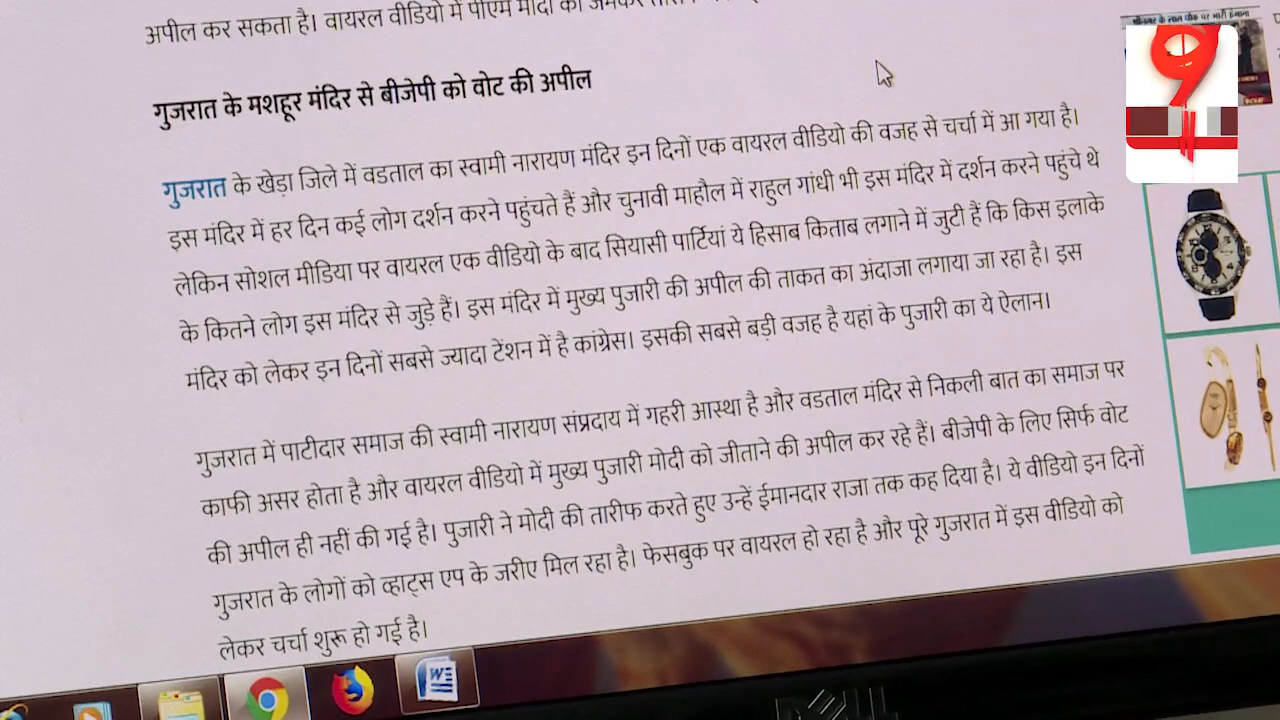 अपील कर सकता है। वायरल वीडियो में पीएम मोदी की जमकर
गुजरात के मशहूर मंदिर से बीजेपी को वोट की अपील
गुजरात के खेड़ा जिले में वडताल का स्वामी नारायण मंदिर इन दिनों एक वायरल वीडियो की वजह से चर्चा में आ गया है।
इस मंदिर में हर दिन कई लोग दर्शन करने पहुंचते हैं और चुनावी माहौल में राहुल गांधी भी इस मंदिर में दर्शन करने पहुंचे थे
लेकिन सोशल मीडिया पर वायरल एक वीडियो के बाद सियासी पार्टियां ये हिसाब किताब लगाने में जुटी हैं कि किस इलाके
के कितने लोग इस मंदिर से जुड़े हैं। इस मंदिर में मुख्य पुजारी की अपील की ताकत का अंदाजा लगाया जा रहा है। इस
मंदिर को लेकर इन दिनों सबसे ज्यादा टेंशन में है कांग्रेस। इसकी सबसे बड़ी वजह है यहां के पुजारी का ये ऐलान।
गुजरात में पाटीदार समाज की स्वामी नारायण संप्रदाय में गहरी आस्था है और वडताल मंदिर से निकली बात का समाज पर
काफी असर होता है और वायरल वीडियो में मुख्य पुजारी मोदी को जीताने की अपील कर रहे हैं। बीजेपी के लिए सिर्फ वोट
की अपील ही नहीं की गई है। पुजारी ने मोदी की तारीफ करते हुए उन्हें ईमानदार राजा तक कह दिया है। ये वीडियो इन दिनों
गुजरात के लोगों को व्हाट्स एप के जरीए मिल रहा है। फेसबुक पर वायरल हो रहा है और पूरे गुजरात में इस वीडियो को
लेकर चर्चा शुरू हो गई है।
9
W
DELL